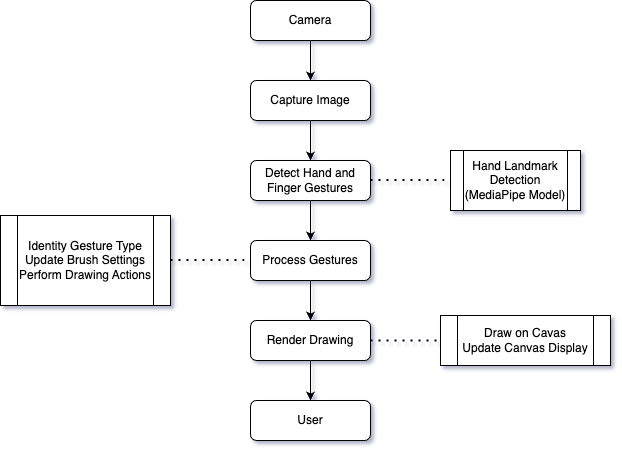 Camera
Capture Image
Detect Hand and
Finger Gestures
Hand Landmark
Detection
(MediaPipe Model)
Identity Gesture Type
Update Brush Settings
Perform Drawing Actions
Process Gestures
Render Drawing
Draw on Cavas
Update Canvas Display
User